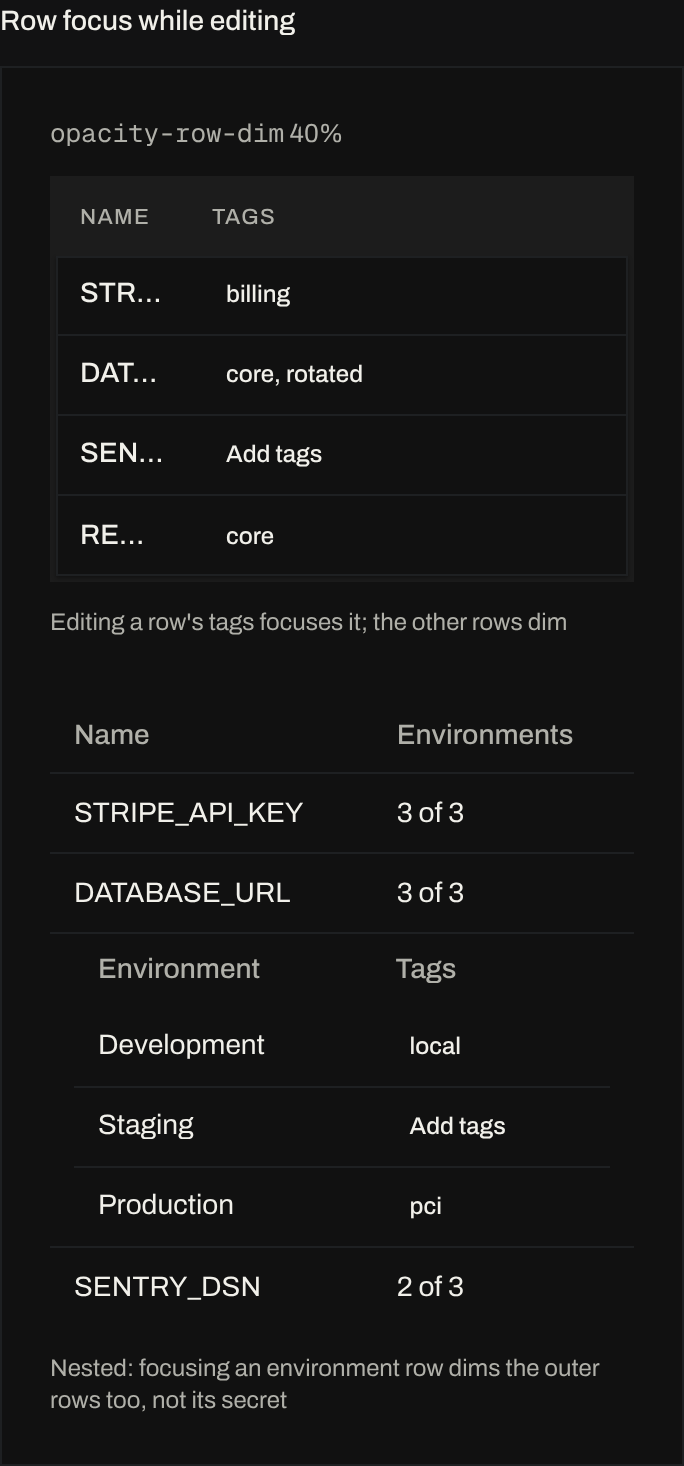 Row focus while editing
opacity-row-dim 40%
NAME TAGS
STR... billing
DAT... core, rotated
SEN... Add tags
RE... core
Editing a row's tags focuses it; the other rows dim
Name Environments
STRIPE_API_KEY 3 of 3
DATABASE_URL 3 of 3
Environment Tags
Development local
Staging Add tags
Production pci
SENTRY_DSN 2 of 3
Nested: focusing an environment row dims the outer
rows too, not its secret